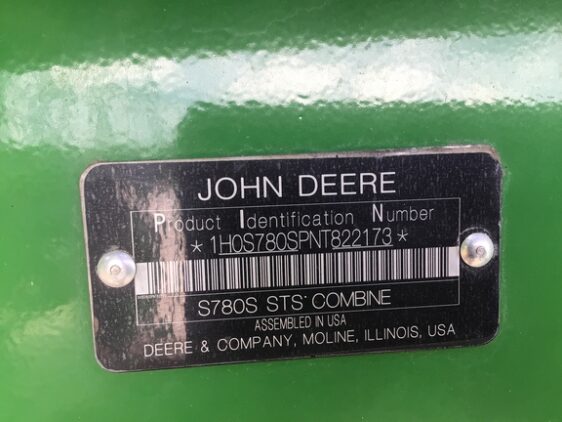 JOHN DEERE
Product Identification Number
*1H0S780SPNT822173*
S780S STS COMBINE
ASSEMBLED IN USA
DEERE & COMPANY, MOLINE, ILLINOIS, USA